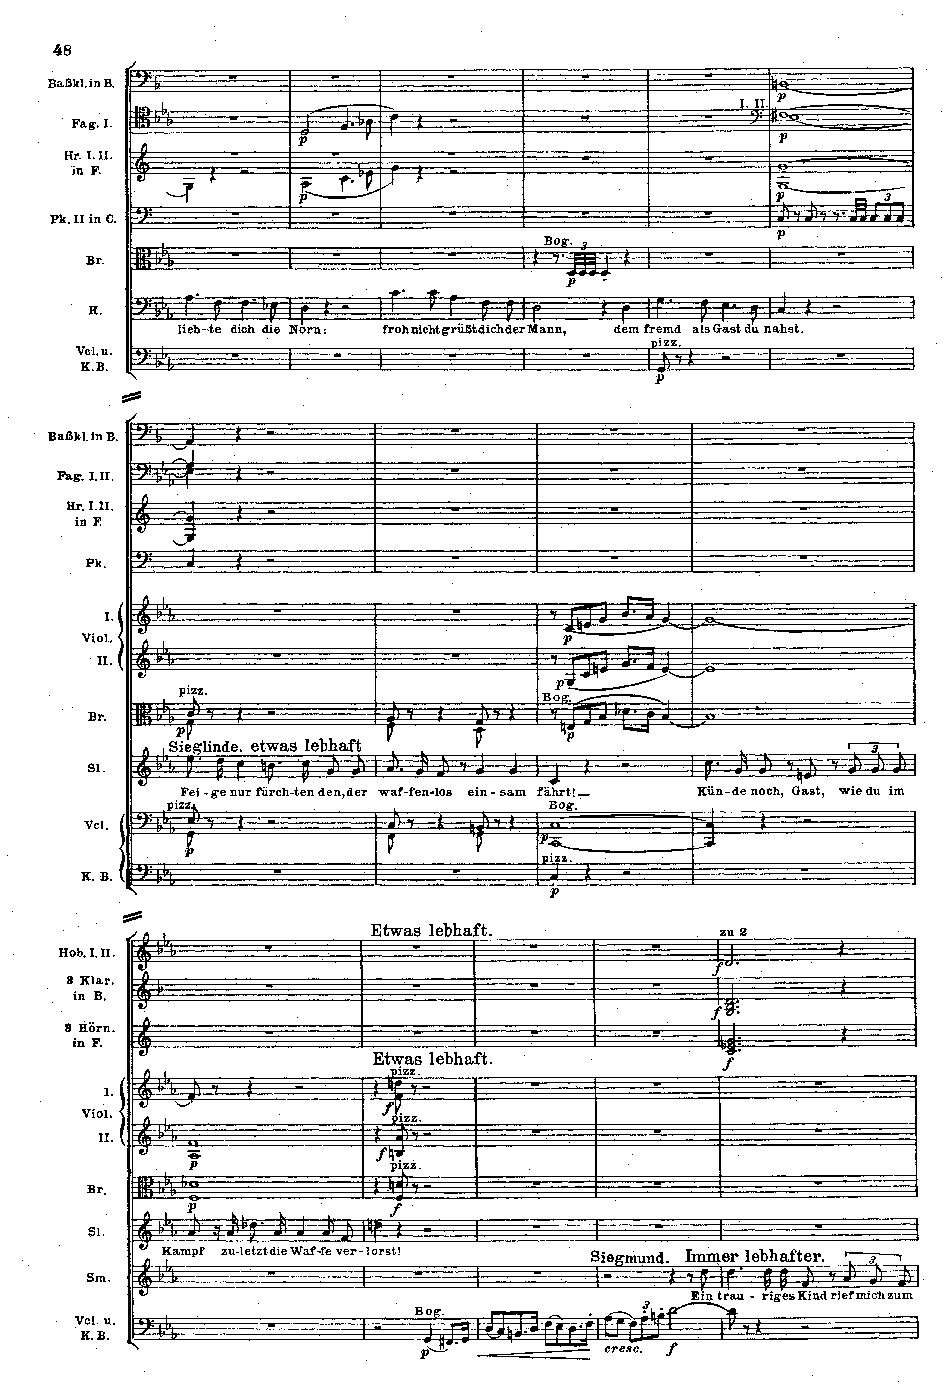 48
Baßkl. in B.
p
I. II.
Fag. I.
p
p
Hr. I. II.
in F.
p
p
Pk. II in C.
3
p
Bog.
3
Br.
p
H.
lieb-te dich die Norn: froh nicht grüßt dich der Mann, dem fremd als Gast du nahst.
pizz.
Vcl. u.
K.B.
p
Baßkl. in B.
Fag. I. II.
Hr. I. II.
in F.
Pk.
I.
p
Viol.
II.
p
pizz.
Bog.
Br.
p
p
Sieglinde. etwas lebhaft
3
Sl.
Fei-ge nur fürch-ten den, der waf-fen-los ein-sam fährt! Kün-de noch, Gast, wie du im
pizz.
Bog.
Vcl.
p
p
pizz.
K. B.
p
Etwas lebhaft.
zu 2
Hob. I. II.
f
3 Klar.
in B.
f
3 Hörn.
in F.
f
Etwas lebhaft.
pizz.
I.
f
Viol.
pizz.
II.
p
f
pizz.
Br.
p
f
Sl.
Kampf zu-letzt die Waf-fe ver-lorst!
Siegmund. Immer lebhafter.
3
Sm.
Ein trau-riges Kind rief mich zum
Bog.
3
Vcl. u.
K. B.
p
cresc.
f